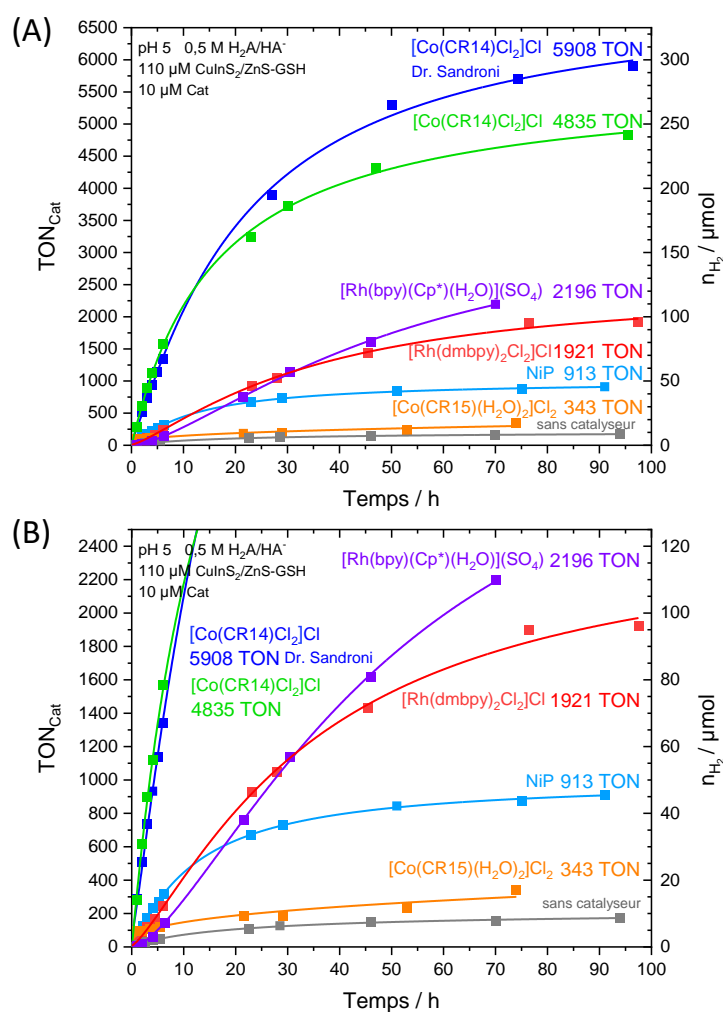 (A)
pH 5 0,5 M H₂A/HA⁻
110 µM CuInS₂/ZnS-GSH
10 µM Cat
[Co(CR14)Cl₂]Cl
5908 TON
Dr. Sandroni
[Co(CR14)Cl₂]Cl
4835 TON
[Rh(bpy)(Cp*)(H₂O)](SO₄) 2196 TON
[Rh(dmbpy)₂Cl₂]Cl 1921 TON
NiP 913 TON
[Co(CR15)(H₂O)₂]Cl₂ 343 TON
sans catalyseur
6500
6000
5500
5000
4500
4000
3500
3000
2500
2000
1500
1000
500
0
TON_Cat
300
250
200
150
100
50
0
n_H₂ / µmol
0 10 20 30 40 50 60 70 80 90 100
Temps / h
(B)
pH 5 0,5 M H₂A/HA⁻
110 µM CuInS₂/ZnS-GSH
10 µM Cat
[Rh(bpy)(Cp*)(H₂O)](SO₄) 2196 TON
[Co(CR14)Cl₂]Cl
5908 TON Dr. Sandroni
[Co(CR14)Cl₂]Cl
4835 TON
[Rh(dmbpy)₂Cl₂]Cl 1921 TON
NiP 913 TON
[Co(CR15)(H₂O)₂]Cl₂ 343 TON
sans catalyseur
2400
2200
2000
1800
1600
1400
1200
1000
800
600
400
200
0
TON_Cat
120
100
80
60
40
20
0
n_H₂ / µmol
0 10 20 30 40 50 60 70 80 90 100
Temps / h